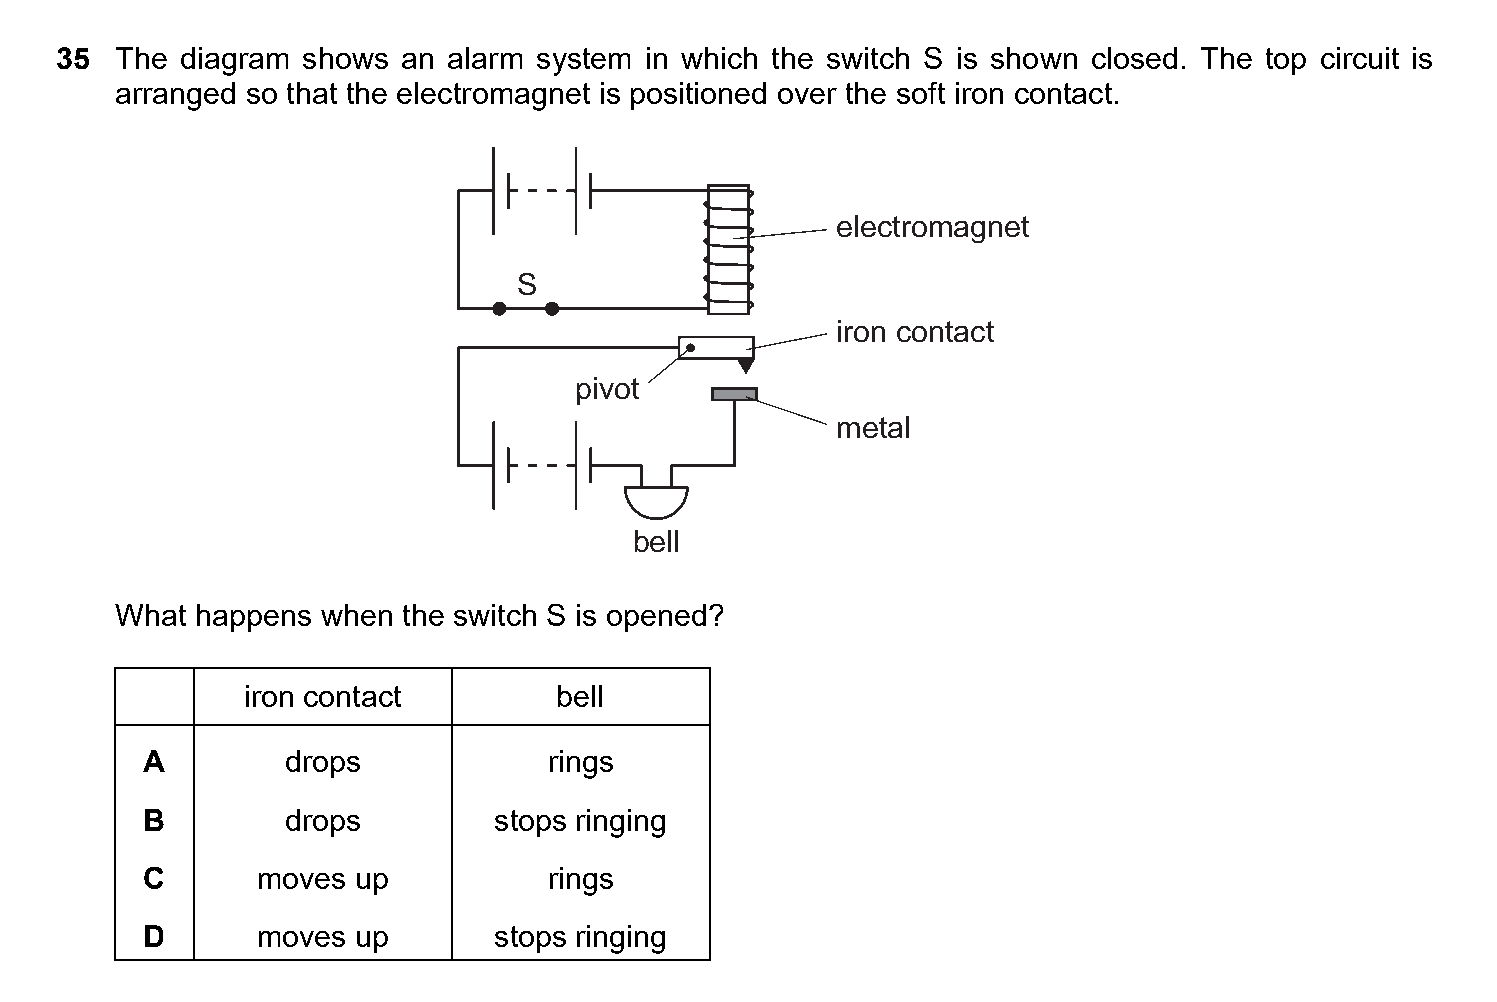 35 The diagram shows an alarm system in which the switch S is shown closed. The top circuit is
arranged so that the electromagnet is positioned over the soft iron contact.
electromagnet
S
iron contact
pivot
metal
bell
What happens when the switch S is opened?
iron contact bell
A drops rings
B drops stops ringing
C moves up rings
D moves up stops ringing